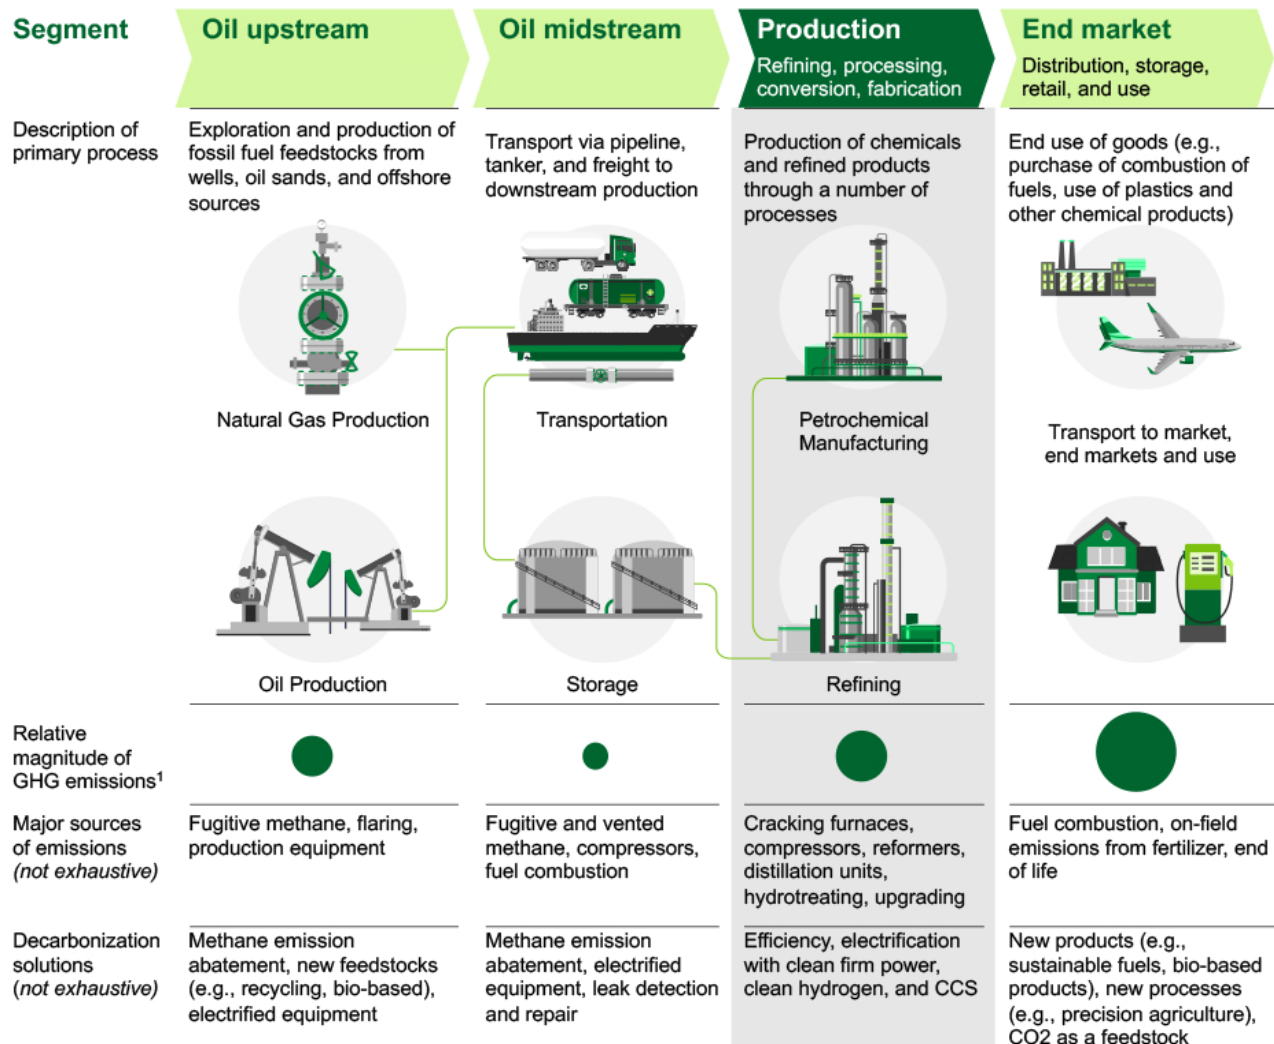 Segment
Oil upstream
Oil midstream
Production
Refining, processing,
conversion, fabrication
End market
Distribution, storage,
retail, and use
Description of
primary process
Exploration and production of
fossil fuel feedstocks from
wells, oil sands, and offshore
sources
Transport via pipeline,
tanker, and freight to
downstream production
Production of chemicals
and refined products
through a number of
processes
End use of goods (e.g.,
purchase of combustion of
fuels, use of plastics and
other chemical products)
Natural Gas Production
Transportation
Petrochemical
Manufacturing
Transport to market,
end markets and use
Oil Production
Storage
Refining
Relative
magnitude of
GHG emissions¹
Major sources
of emissions
(not exhaustive)
Fugitive methane, flaring,
production equipment
Fugitive and vented
methane, compressors,
fuel combustion
Cracking furnaces,
compressors, reformers,
distillation units,
hydrotreating, upgrading
Fuel combustion, on-field
emissions from fertilizer, end
of life
Decarbonization
solutions
(not exhaustive)
Methane emission
abatement, new feedstocks
(e.g., recycling, bio-based),
electrified equipment
Methane emission
abatement, electrified
equipment, leak detection
and repair
Efficiency, electrification
with clean firm power,
clean hydrogen, and CCS
New products (e.g.,
sustainable fuels, bio-based
products), new processes
(e.g., precision agriculture),
CO2 as a feedstock